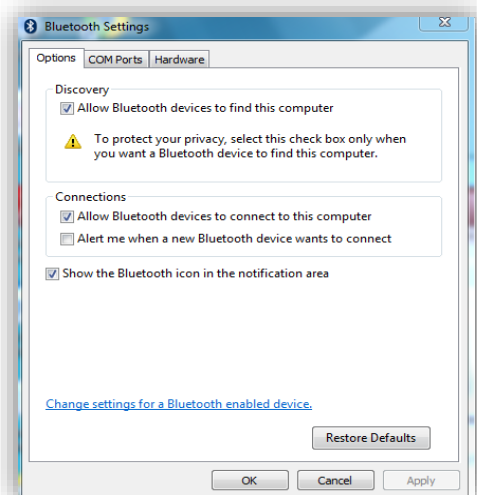 Bluetooth Settings
Options COM Ports Hardware
Discovery
Allow Bluetooth devices to find this computer
To protect your privacy, select this check box only when
you want a Bluetooth device to find this computer.
Connections
Allow Bluetooth devices to connect to this computer
Alert me when a new Bluetooth device wants to connect
Show the Bluetooth icon in the notification area
Change settings for a Bluetooth enabled device.
Restore Defaults
OK Cancel Apply